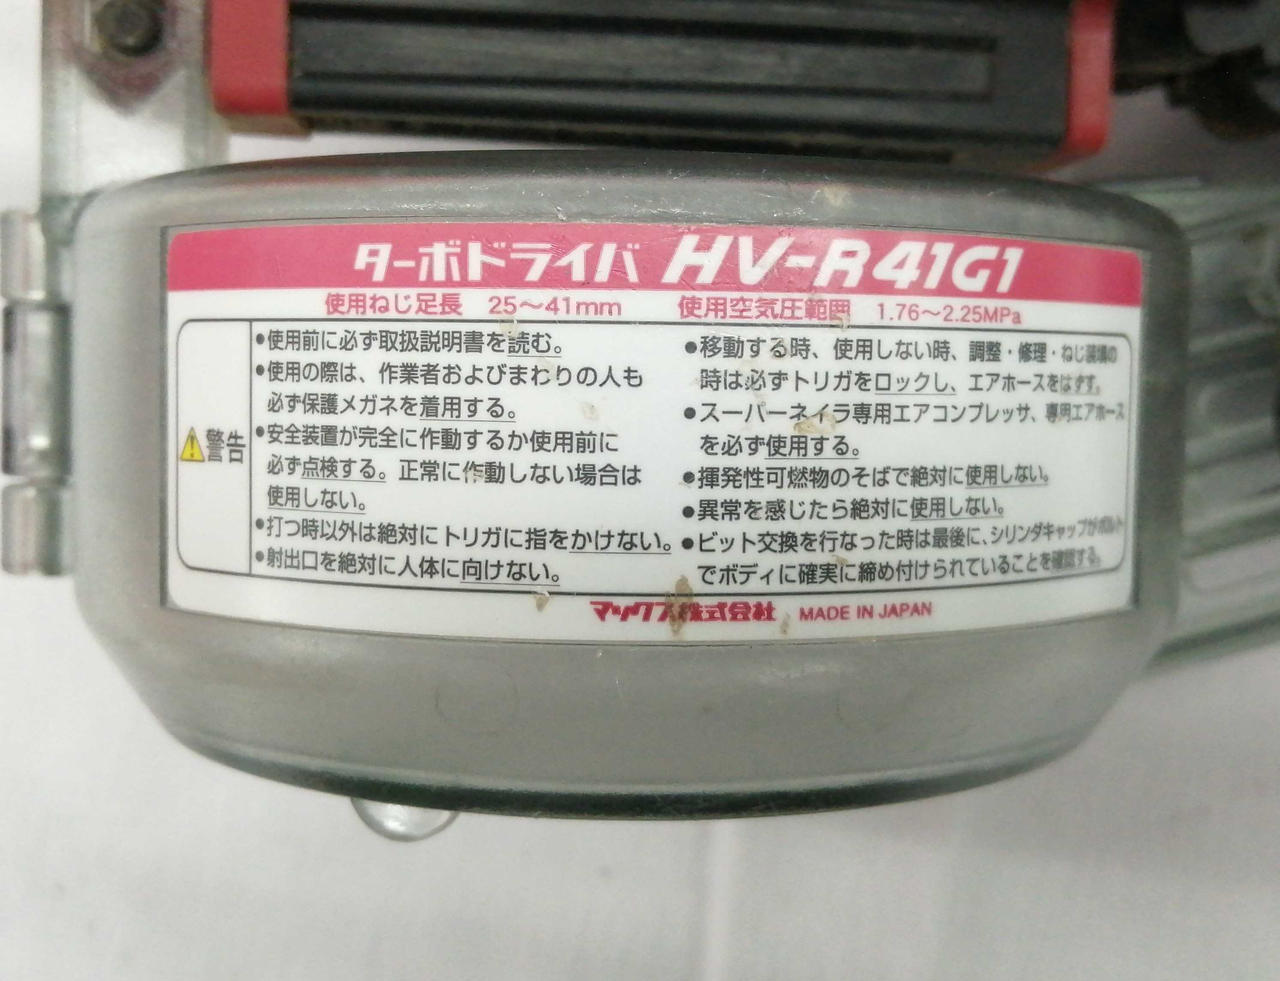 ターボドライバ HV-R41G1
使用ねじ足長 25〜41mm 使用空気圧範囲 1.76〜2.25MPa
警告
•使用前に必ず取扱説明書を読む。
•使用の際は、作業者およびまわりの人も
必ず保護メガネを着用する。
•安全装置が完全に作動するか使用前に
必ず点検する。正常に作動しない場合は
使用しない。
•打つ時以外は絶対にトリガに指をかけない。
•射出口を絶対に人体に向けない。
•移動する時、使用しない時、調整・修理・ねじ装填の
時は必ずトリガをロックし、エアホースをはずす。
•スーパーネイラ専用エアコンプレッサ、専用エアホース
を必ず使用する。
•揮発性可燃物のそばで絶対に使用しない。
•異常を感じたら絶対に使用しない。
•ビット交換を行なった時は最後に、シリンダキャップがボルト
でボディに確実に締め付けられていることを確認する。
マックス株式会社 MADE IN JAPAN